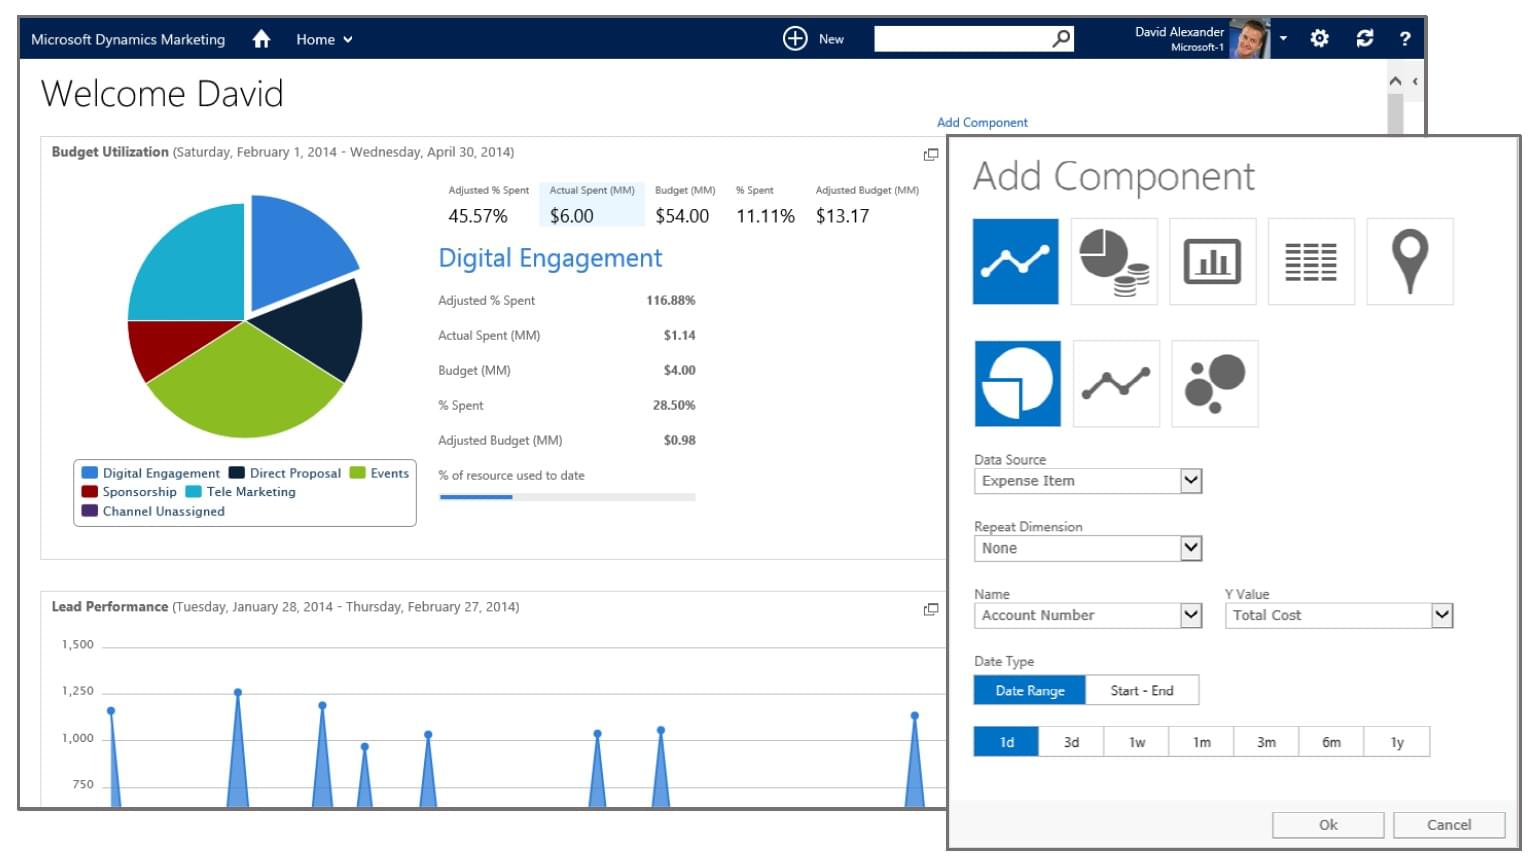 Microsoft Dynamics Marketing Home New David Alexander ?
Microsoft-1
Welcome David
Add Component
Budget Utilization (Saturday, February 1, 2014 - Wednesday, April 30, 2014)
Adjusted % Spent Actual Spent (MM) Budget (MM) % Spent Adjusted Budget (MM)
45.57% $6.00 $54.00 11.11% $13.17
Digital Engagement
Adjusted % Spent 116.88%
Actual Spent (MM) $1.14
Budget (MM) $4.00
% Spent 28.50%
Adjusted Budget (MM) $0.98
% of resource used to date
Digital Engagement Direct Proposal Events
Sponsorship Tele Marketing
Channel Unassigned
Lead Performance (Tuesday, January 28, 2014 - Thursday, February 27, 2014)
1,500
1,250
1,000
750
Add Component
Data Source
Expense Item
Repeat Dimension
None
Name Y Value
Account Number Total Cost
Date Type
Date Range Start - End
1d 3d 1w 1m 3m 6m 1y
Ok Cancel